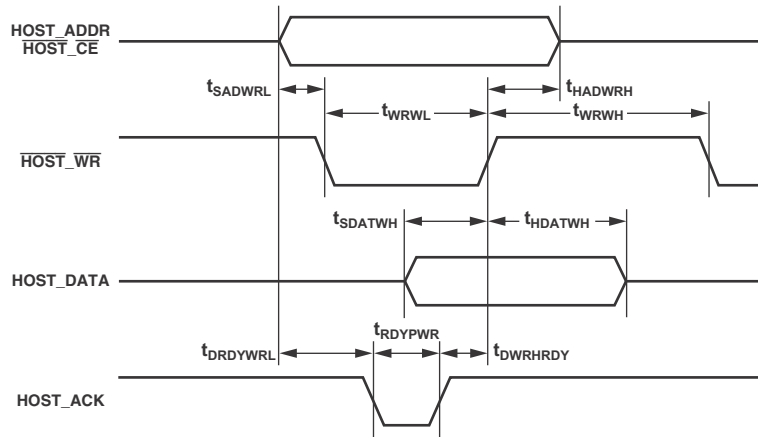 HOST_ADDR
HOST_CE
tSADWRL
tHADWRH
tWRWL
tWRWH
HOST_WR
tSDATWH
tHDATWH
HOST_DATA
tRDYPWR
tDRDYWRL
tDWRHRDY
HOST_ACK